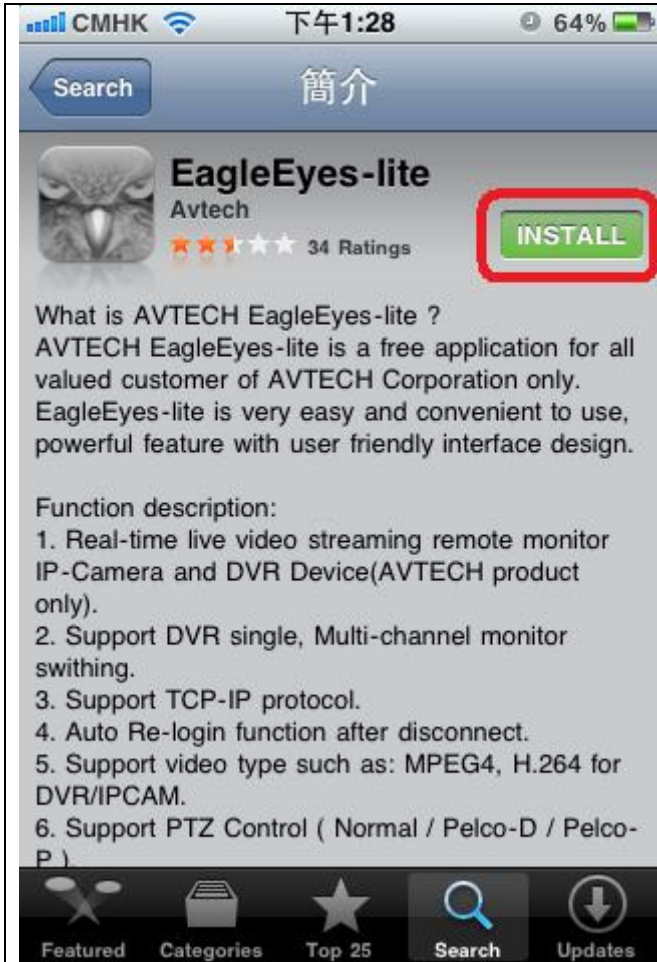 CMHK 下午1:28 64%
Search 簡介
EagleEyes-lite
Avtech
34 Ratings
INSTALL
What is AVTECH EagleEyes-lite ?
AVTECH EagleEyes-lite is a free application for all
valued customer of AVTECH Corporation only.
EagleEyes-lite is very easy and convenient to use,
powerful feature with user friendly interface design.
Function description:
1. Real-time live video streaming remote monitor
IP-Camera and DVR Device(AVTECH product
only).
2. Support DVR single, Multi-channel monitor
swithing.
3. Support TCP-IP protocol.
4. Auto Re-login function after disconnect.
5. Support video type such as: MPEG4, H.264 for
DVR/IPCAM.
6. Support PTZ Control ( Normal / Pelco-D / Pelco-
P ).
Featured Categories Top 25 Search Updates